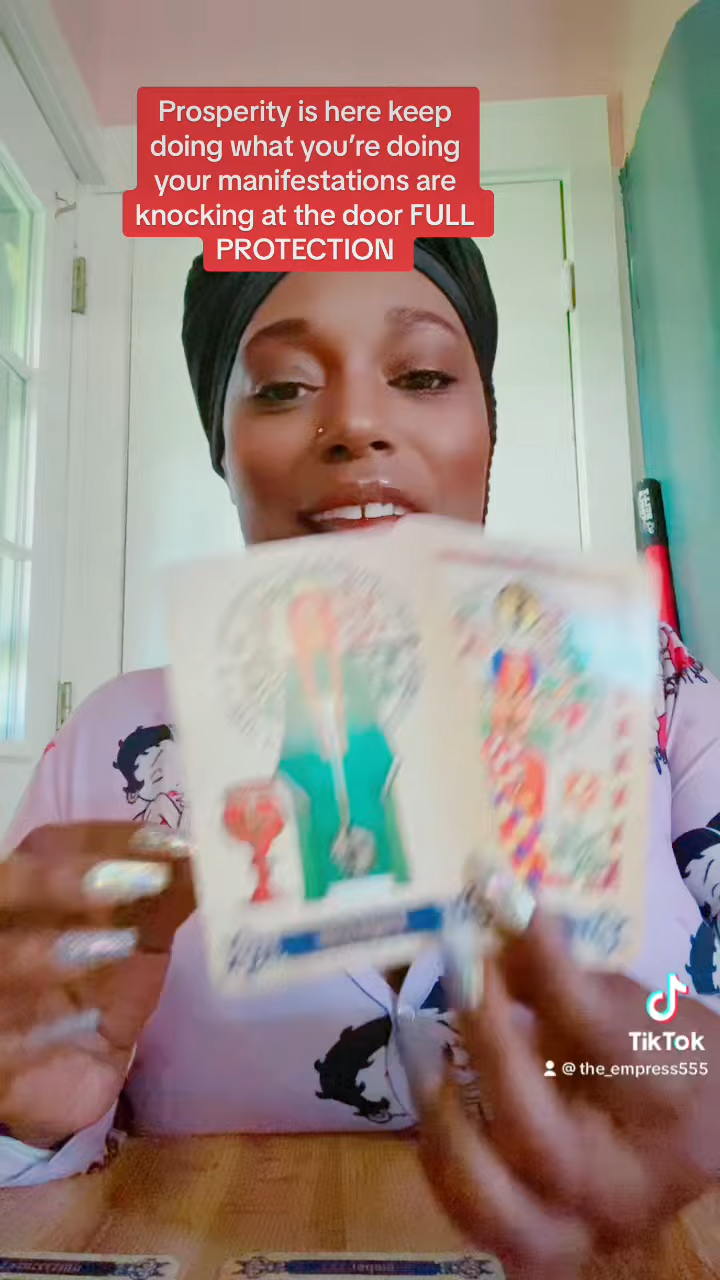 Prosperity is here keep
doing what you're doing
your manifestations are
knocking at the door FULL
PROTECTION
TikTok
@the_empress555